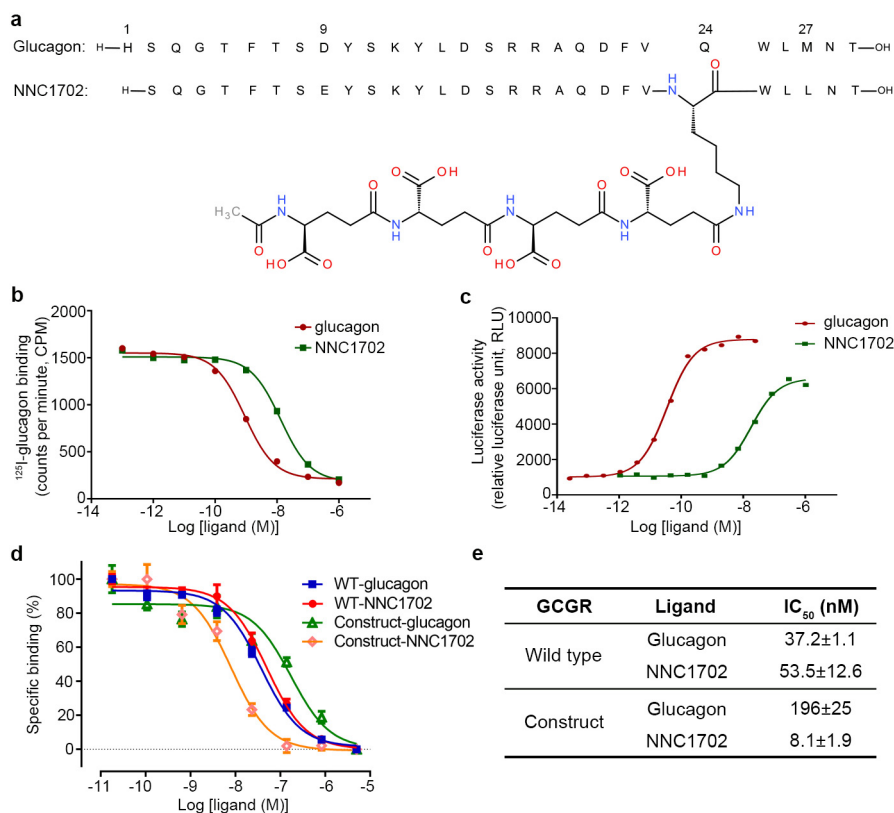 a
1 9 24 27
Glucagon: H—H S Q G T F T S D Y S K Y L D S R R A Q D F V Q W L M N T—OH
NNC1702: H—S Q G T F T S E Y S K Y L D S R R A Q D F V—N W L L N T—OH
H O
O OH O OH
H O H O
H₃C N N NH
O N O N O
H H
HO O HO O
b
¹²⁵I-glucagon binding
(counts per minute, CPM)
2000
1500
1000
500
0
glucagon
NNC1702
-14 -12 -10 -8 -6 -4
Log [ligand (M)]
c
Luciferase activity
(relative luciferase unit, RLU)
10000
8000
6000
4000
2000
0
glucagon
NNC1702
-14 -12 -10 -8 -6 -4
Log [ligand (M)]
d
Specific binding (%)
100
80
60
40
20
0
WT-glucagon
WT-NNC1702
Construct-glucagon
Construct-NNC1702
-11 -10 -9 -8 -7 -6 -5
Log [ligand (M)]
e
GCGR Ligand IC₅₀ (nM)
Wild type Glucagon 37.2±1.1
NNC1702 53.5±12.6
Construct Glucagon 196±25
NNC1702 8.1±1.9